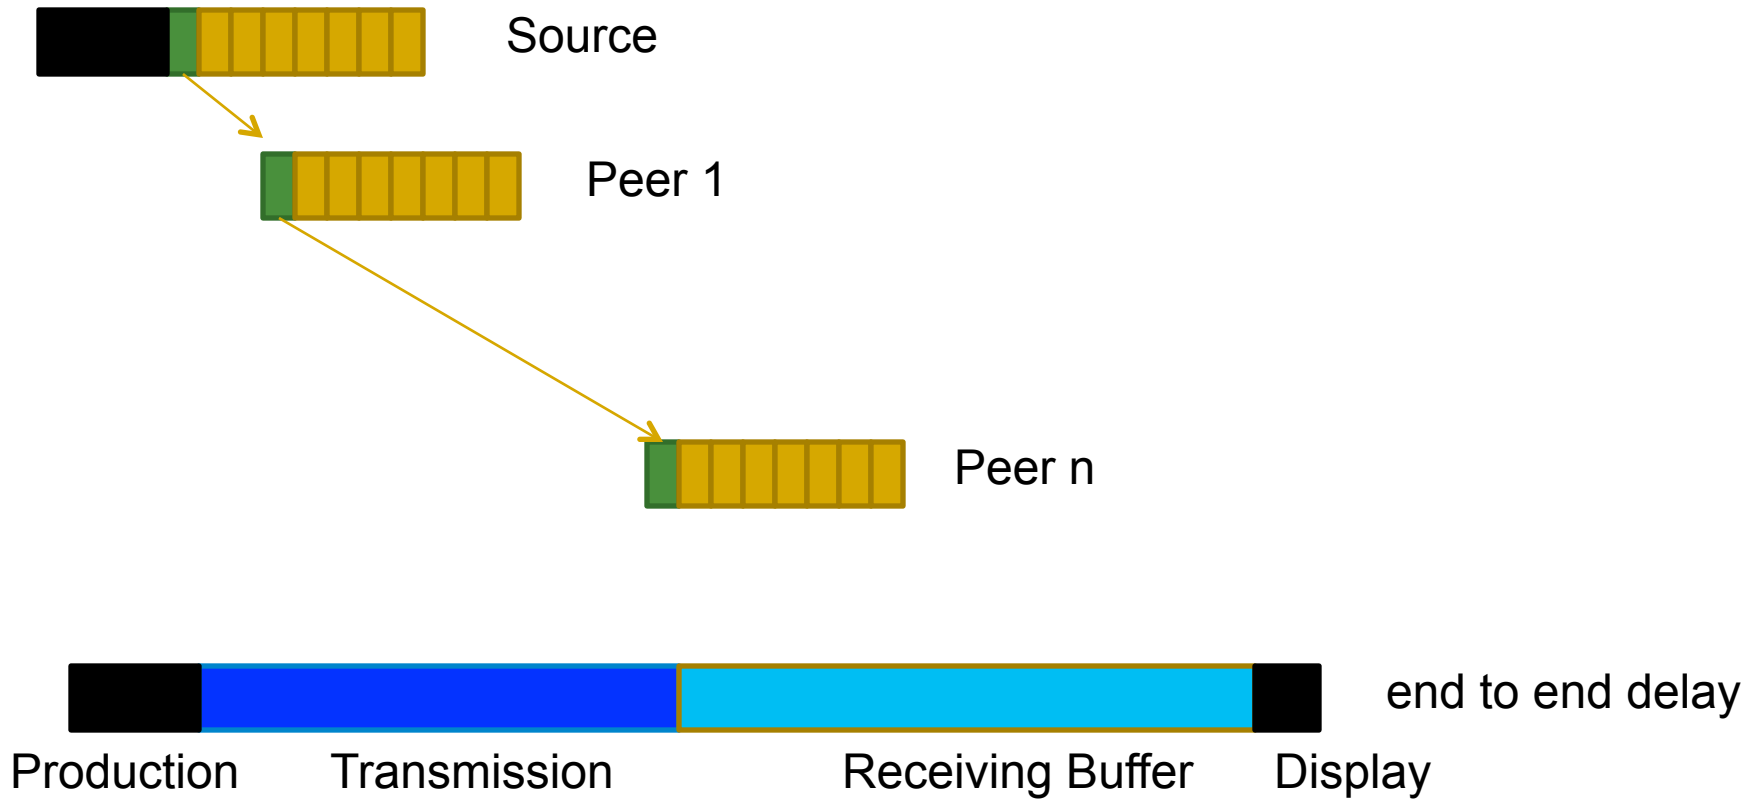 Source
Peer 1
Peer n
end to end delay
Production
Transmission
Receiving Buffer
Display